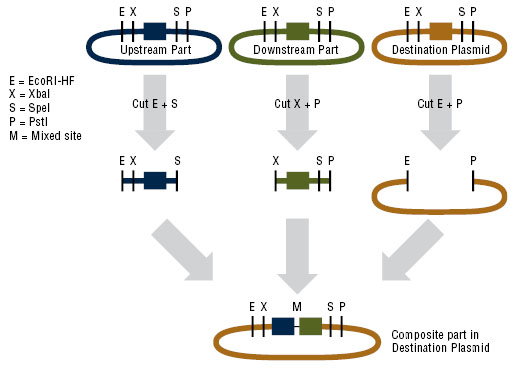 E X S P E X S P E X S P
Upstream Part Downstream Part Destination Plasmid
E = EcoRI-HF
X = XbaI
S = SpeI
P = PstI
M = Mixed site
Cut E + S Cut X + P Cut E + P
E X S X S P E P
E X M S P
Composite part in
Destination Plasmid